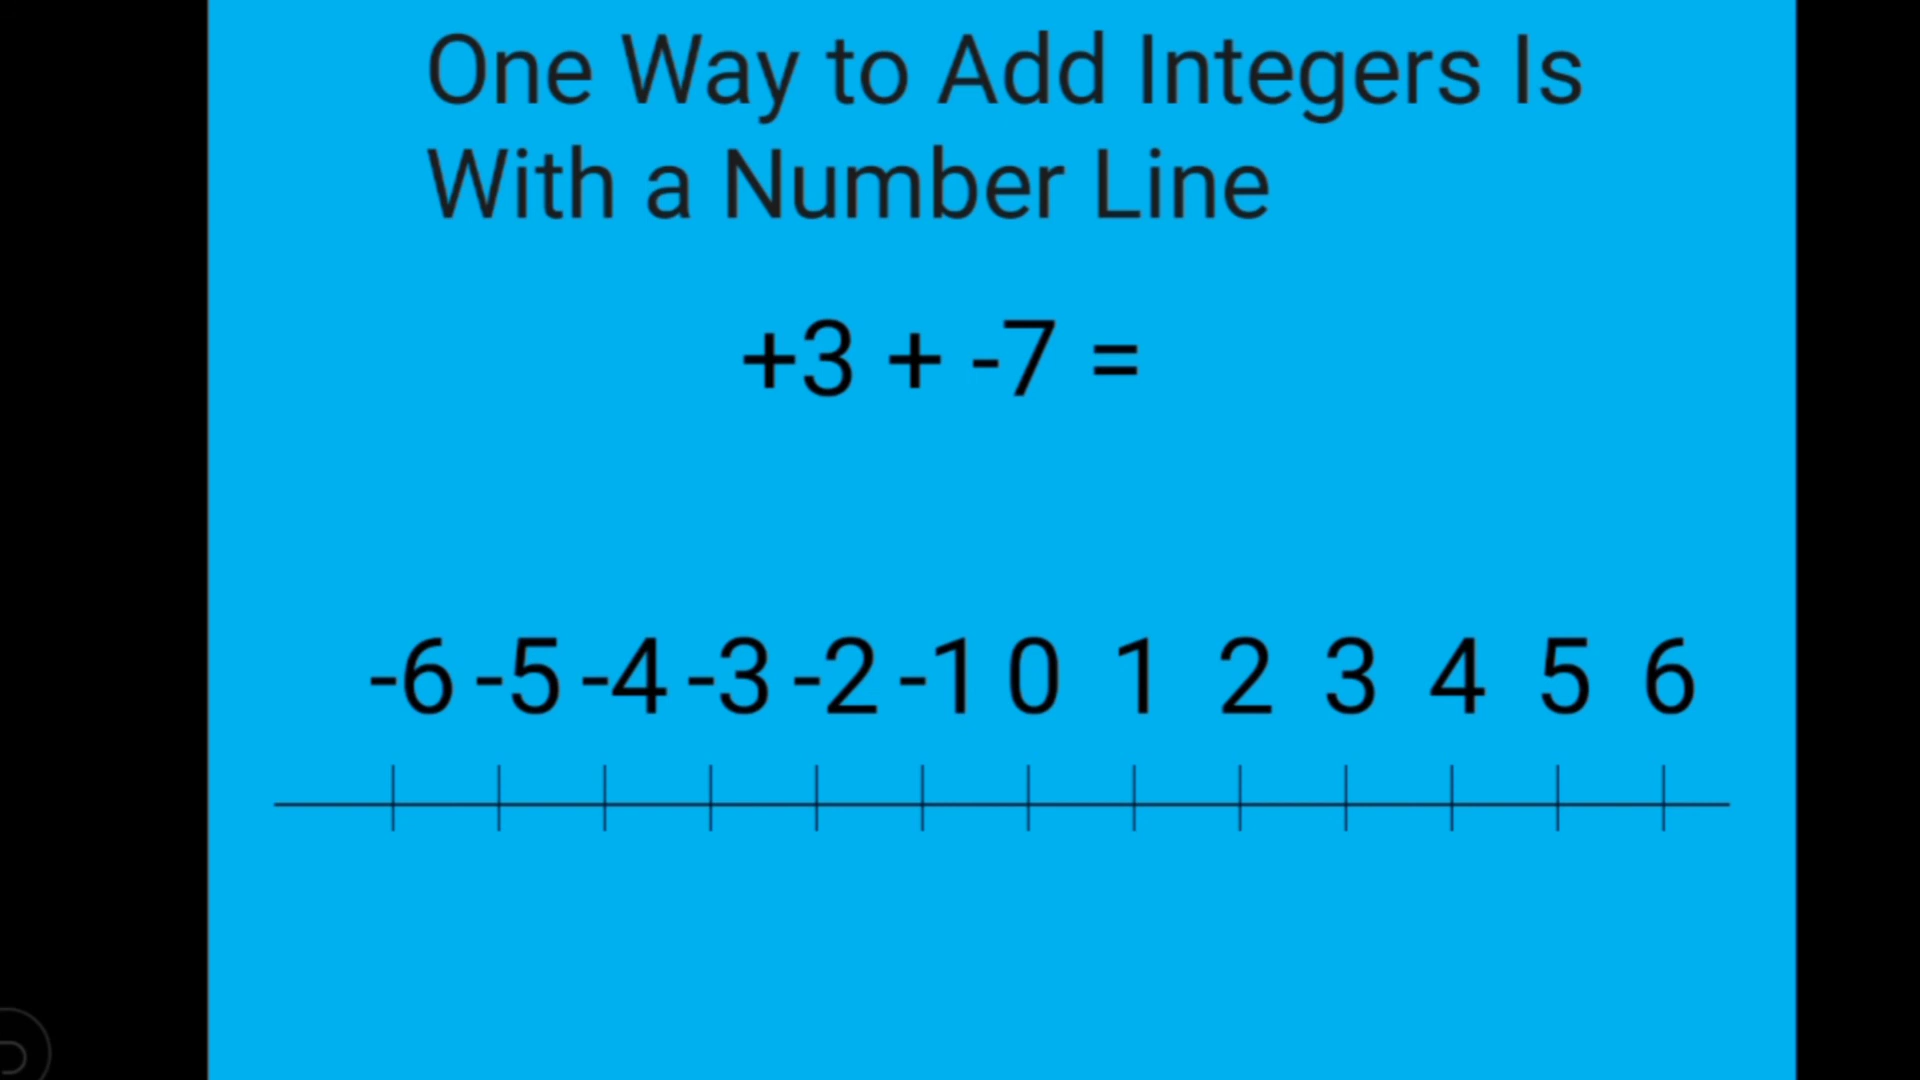 One Way to Add Integers Is
With a Number Line
+3 + -7 =
-6 -5 -4 -3 -2 -1 0 1 2 3 4 5 6